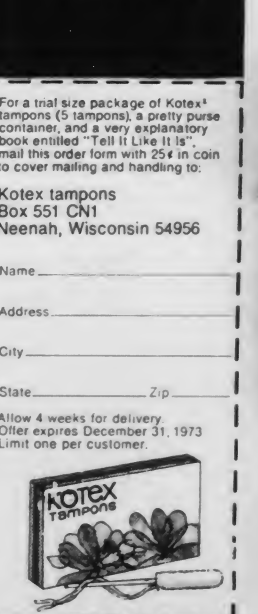 For a trial size package of Kotex¹
tampons (5 tampons), a pretty purse
container, and a very explanatory
book entitled "Tell It Like It Is",
mail this order form with 25¢ in coin
to cover mailing and handling to:
Kotex tampons
Box 551 CN1
Neenah, Wisconsin 54956
Name
Address
City
State Zip
Allow 4 weeks for delivery.
Offer expires December 31, 1973
Limit one per customer.
KOTEX
TAMPONS